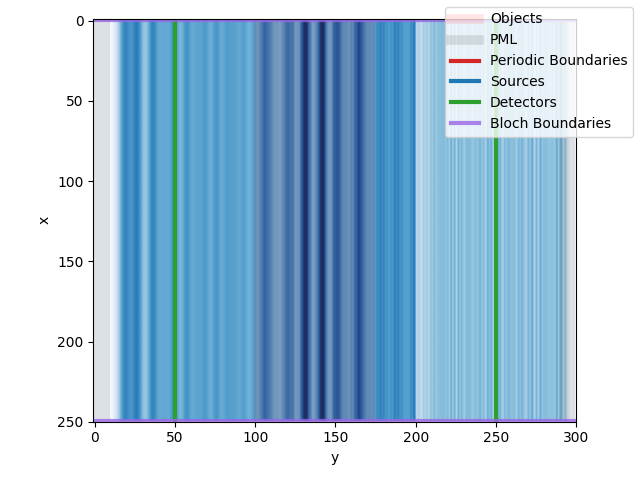 Objects
PML
Periodic Boundaries
Sources
Detectors
Bloch Boundaries
0
50
100
150
200
250
x
0 50 100 150 200 250 300
y